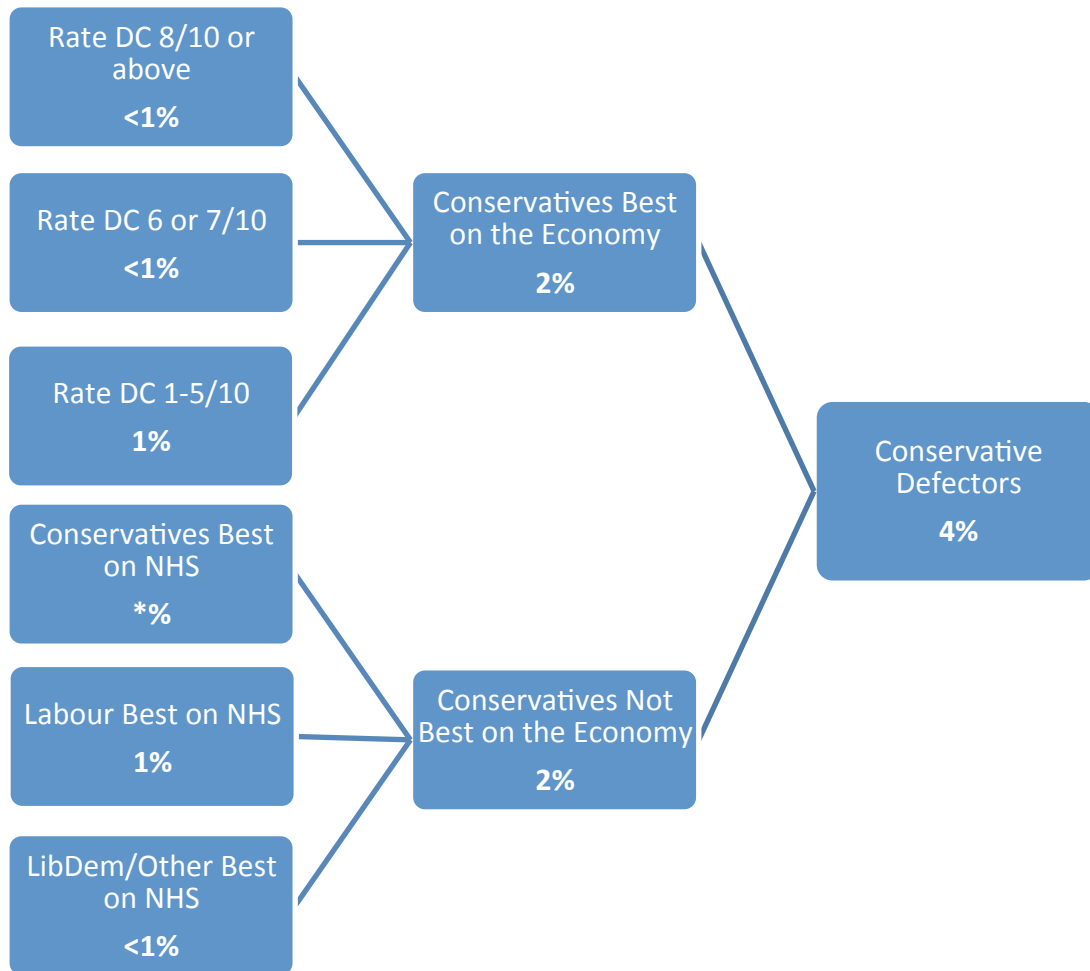 Rate DC 8/10 or
above
<1%
Rate DC 6 or 7/10
<1%
Rate DC 1-5/10
1%
Conservatives Best
on NHS
*%
Labour Best on NHS
1%
LibDem/Other Best
on NHS
<1%
Conservatives Best
on the Economy
2%
Conservatives Not
Best on the Economy
2%
Conservative
Defectors
4%